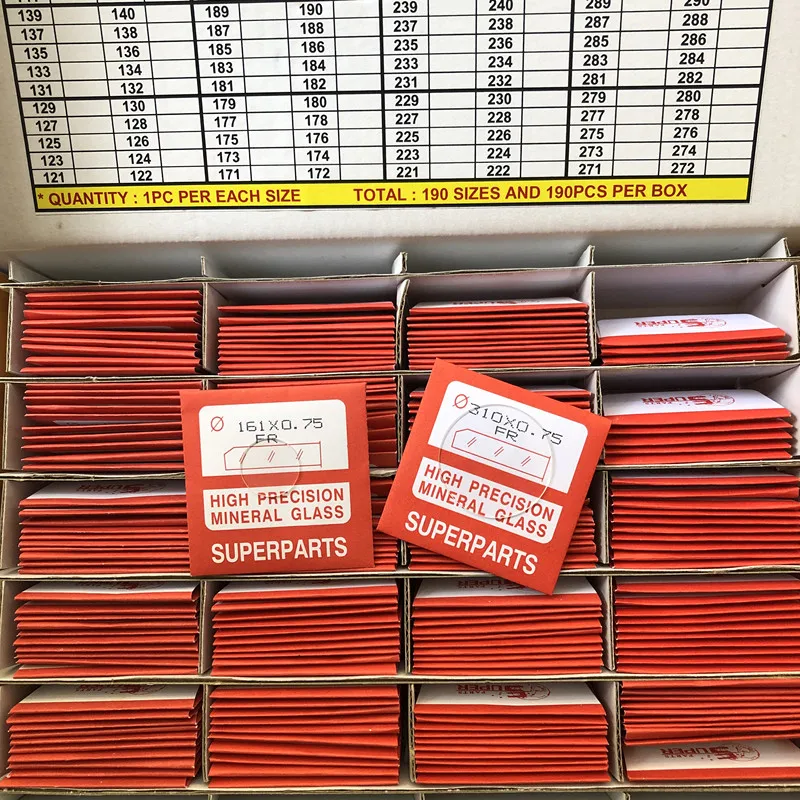 139 140 189 190 239 240 289 290
137 138 187 188 237 238 287 288
135 136 185 186 235 236 285 286
133 134 183 184 233 234 283 284
131 132 181 182 231 232 281 282
129 130 179 180 229 230 279 280
127 128 177 178 227 228 277 278
125 126 175 176 225 226 275 276
123 124 173 174 223 224 273 274
121 122 171 172 221 222 271 272
* QUANTITY : 1PC PER EACH SIZE TOTAL : 190 SIZES AND 190PCS PER BOX
SUPER
SUPER
Ø 161X0.75
FR
HIGH PRECISION
MINERAL GLASS
SUPERPARTS
Ø 310X0.75
FR
HIGH PRECISION
MINERAL GLASS
SUPERPARTS
SUPER
SUPER